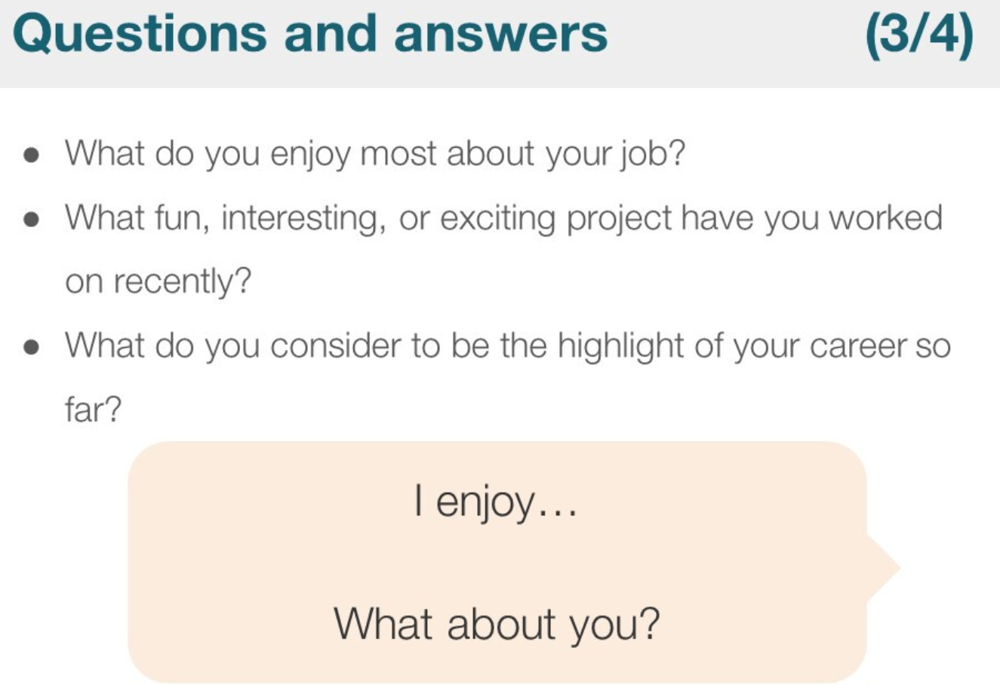 Questions and answers (3/4)
• What do you enjoy most about your job?
• What fun, interesting, or exciting project have you worked
on recently?
• What do you consider to be the highlight of your career so
far?
I enjoy…
What about you?